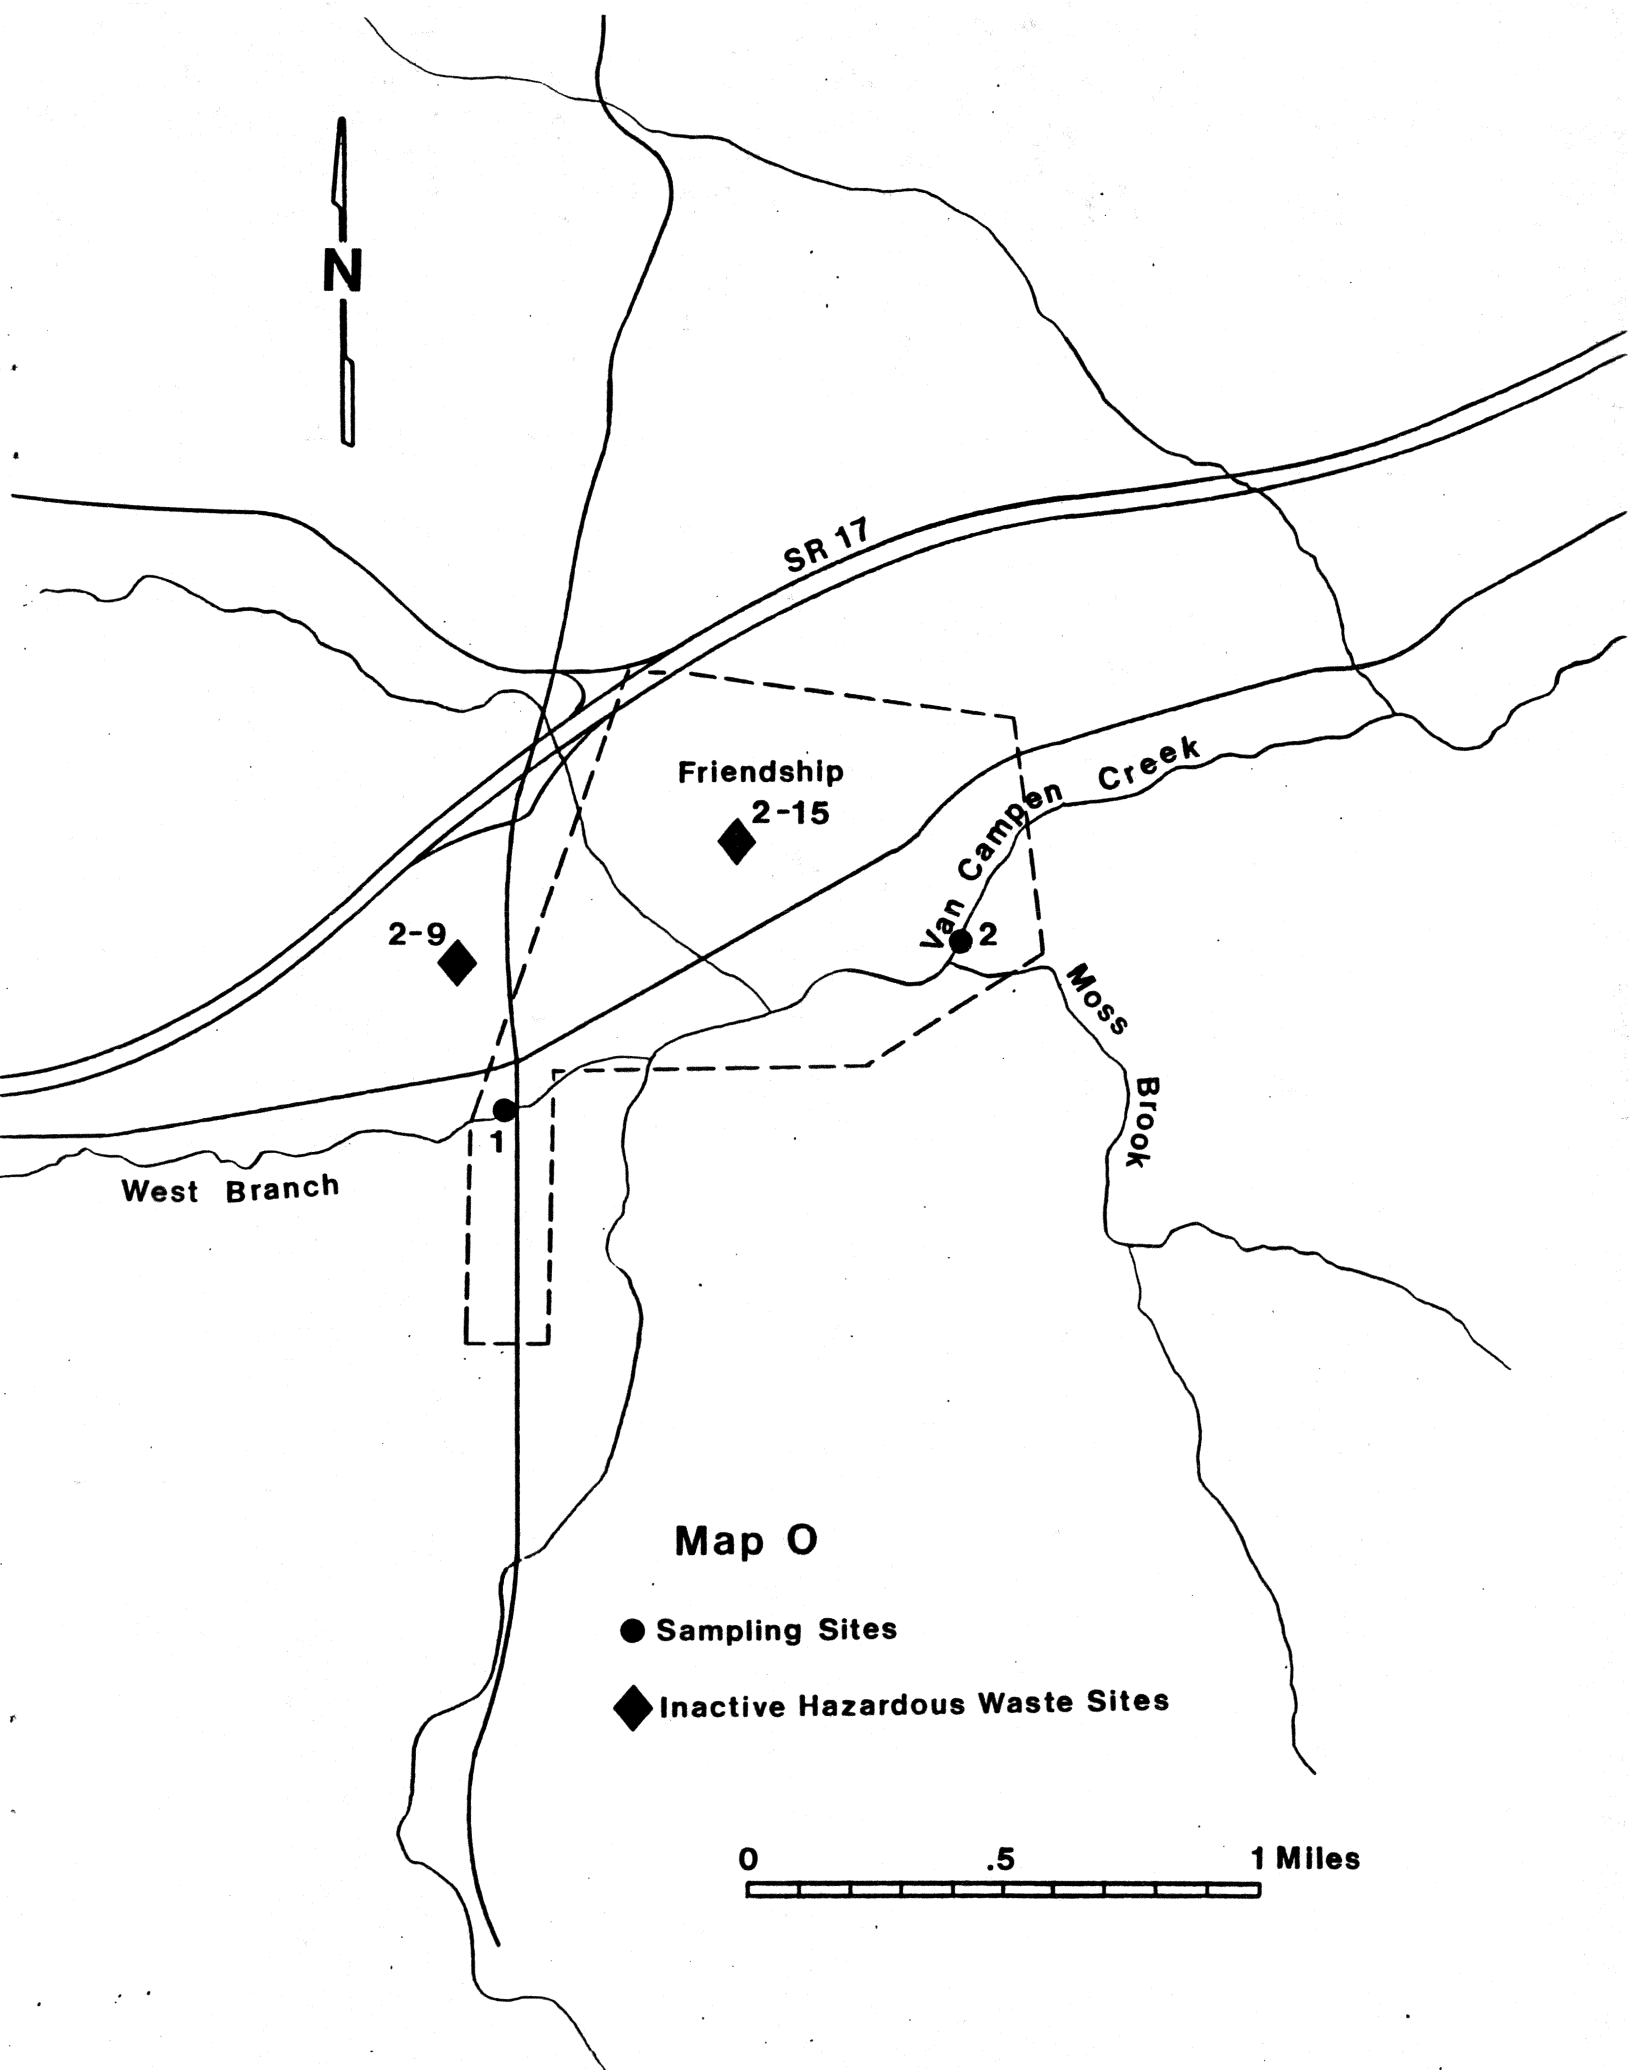 N
SR 17
Friendship
2-15
Van Campen Creek
2-9
2
Moss Brook
1
West Branch
Map O
Sampling Sites
Inactive Hazardous Waste Sites
0 .5 1 Miles